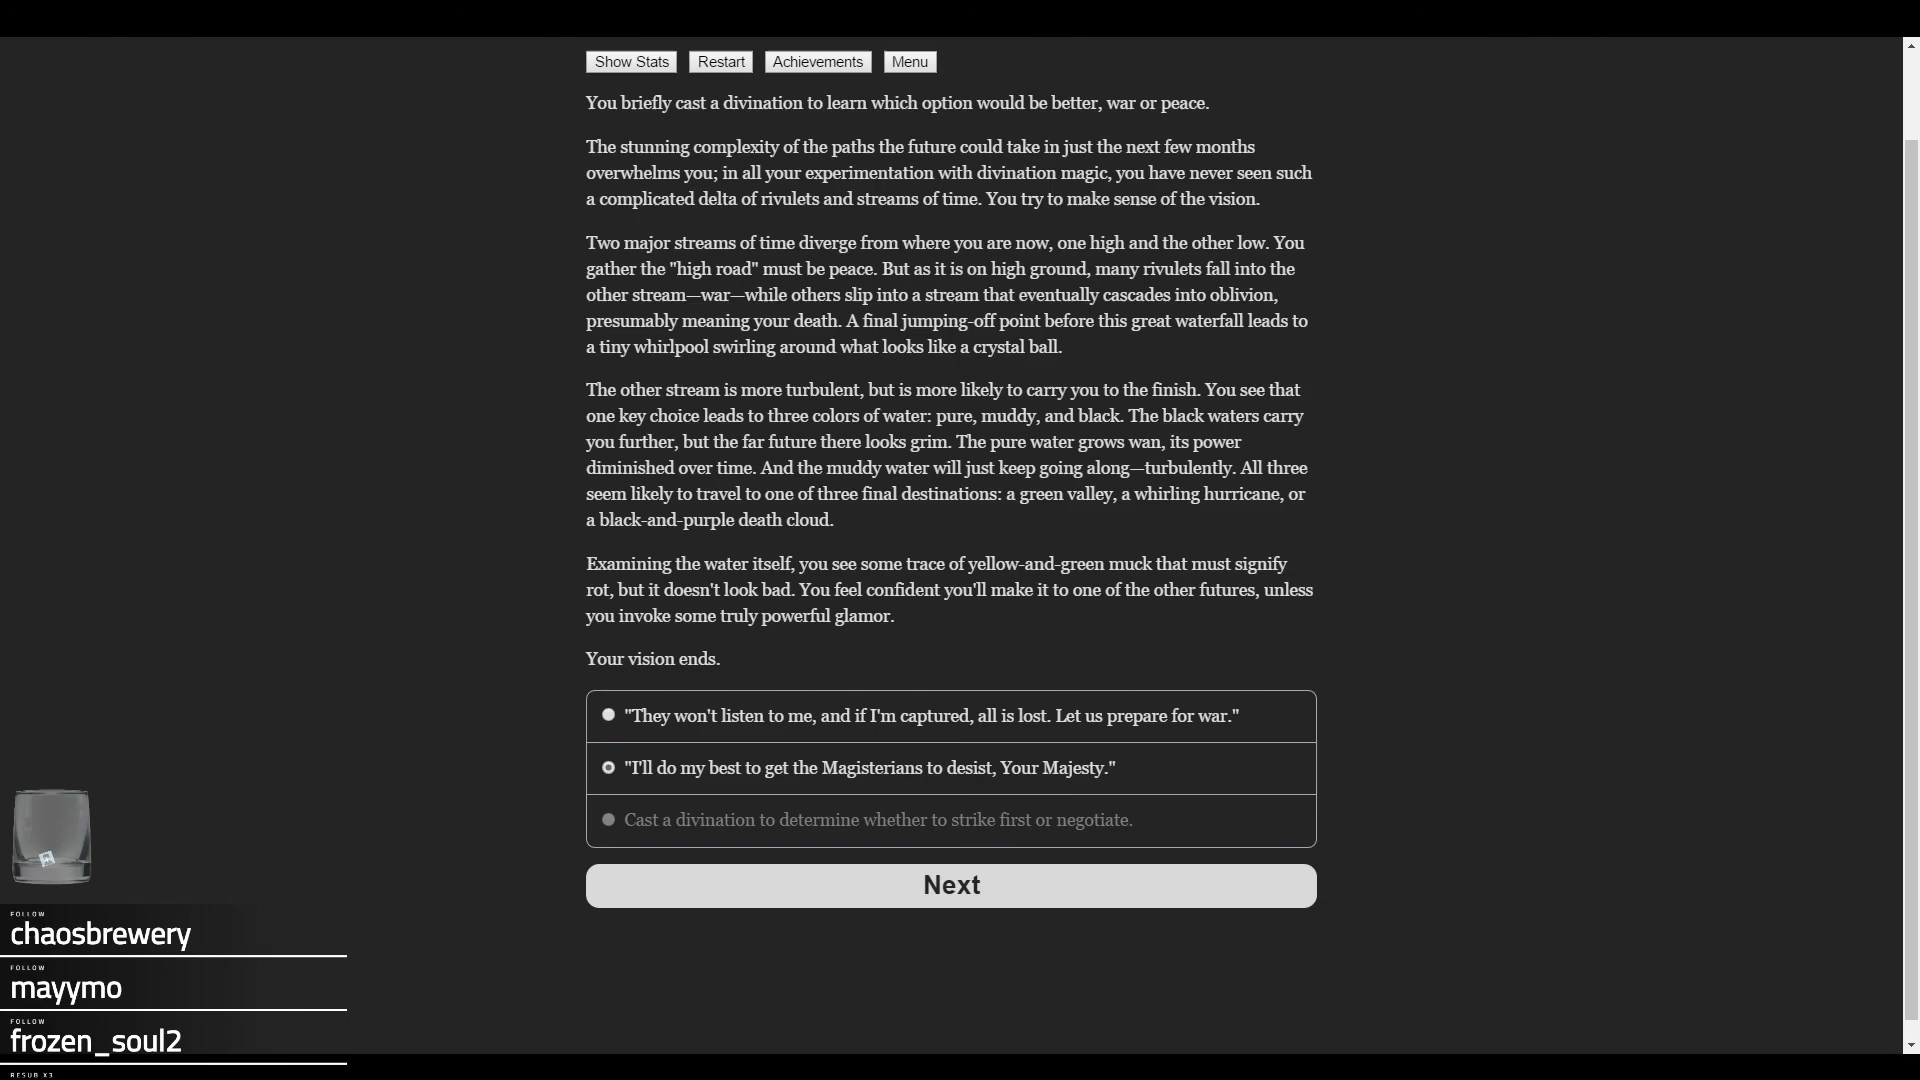 Show Stats Restart Achievements Menu
You briefly cast a divination to learn which option would be better, war or peace.
The stunning complexity of the paths the future could take in just the next few months
overwhelms you; in all your experimentation with divination magic, you have never seen such
a complicated delta of rivulets and streams of time. You try to make sense of the vision.
Two major streams of time diverge from where you are now, one high and the other low. You
gather the "high road" must be peace. But as it is on high ground, many rivulets fall into the
other stream—war—while others slip into a stream that eventually cascades into oblivion,
presumably meaning your death. A final jumping-off point before this great waterfall leads to
a tiny whirlpool swirling around what looks like a crystal ball.
The other stream is more turbulent, but is more likely to carry you to the finish. You see that
one key choice leads to three colors of water: pure, muddy, and black. The black waters carry
you further, but the far future there looks grim. The pure water grows wan, its power
diminished over time. And the muddy water will just keep going along—turbulently. All three
seem likely to travel to one of three final destinations: a green valley, a whirling hurricane, or
a black-and-purple death cloud.
Examining the water itself, you see some trace of yellow-and-green muck that must signify
rot, but it doesn't look bad. You feel confident you'll make it to one of the other futures, unless
you invoke some truly powerful glamor.
Your vision ends.
"They won't listen to me, and if I'm captured, all is lost. Let us prepare for war."
"I'll do my best to get the Magisterians to desist, Your Majesty."
Cast a divination to determine whether to strike first or negotiate.
Next
FOLLOW
chaosbrewery
FOLLOW
mayymo
FOLLOW
frozen_soul2
RESUB X3